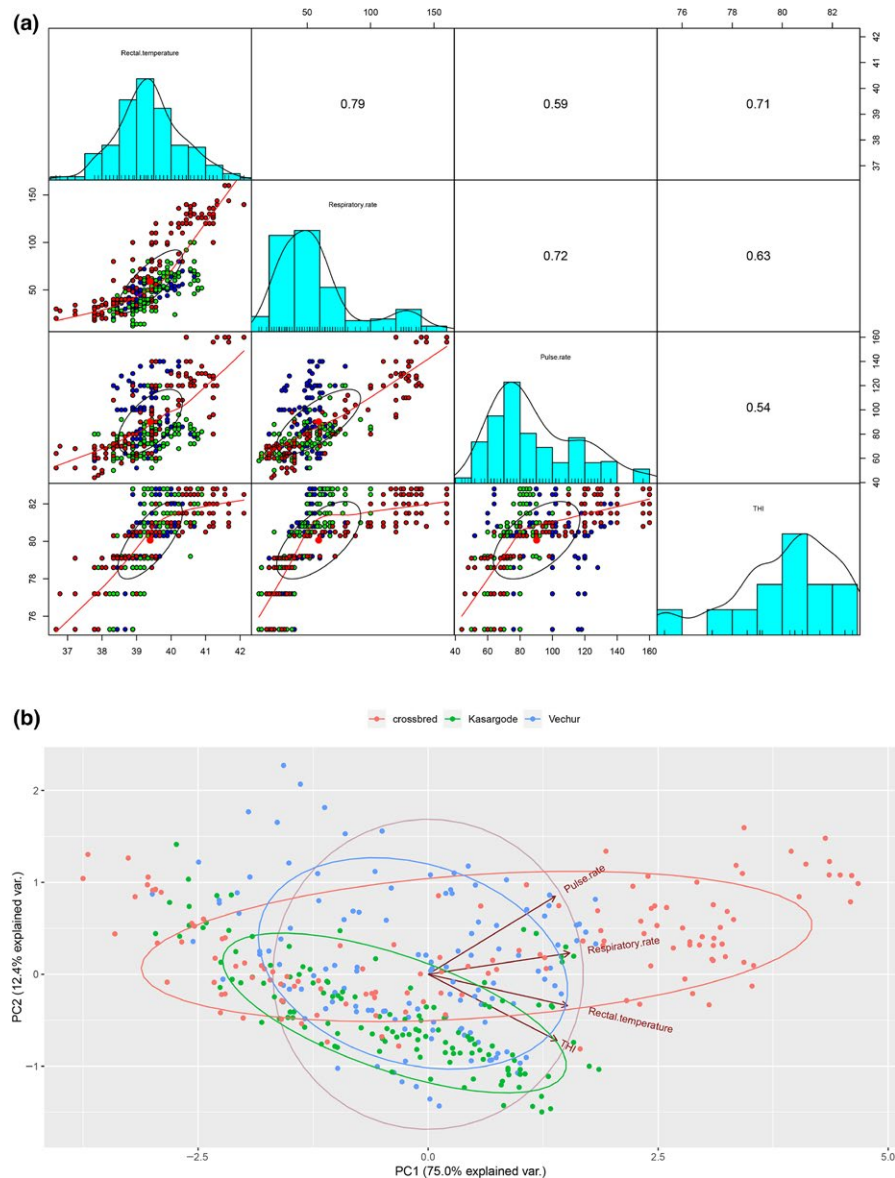 (a)
50 100 150
76 78 80 82
Rectal.temperature
0.79
0.59
0.71
37 38 39 40 41 42
50 100 150
Respiratory.rate
0.72
0.63
Pulse.rate
0.54
40 60 80 100 120 140 160
76 78 80 82
THI
37 38 39 40 41 42
40 60 80 100 120 140 160
(b)
crossbred Kasargode Vechur
PC2 (12.4% explained var.)
2
1
0
−1
Pulse.rate
Respiratory.rate
Rectal.temperature
THI
−2.5 0.0 2.5 5.0
PC1 (75.0% explained var.)